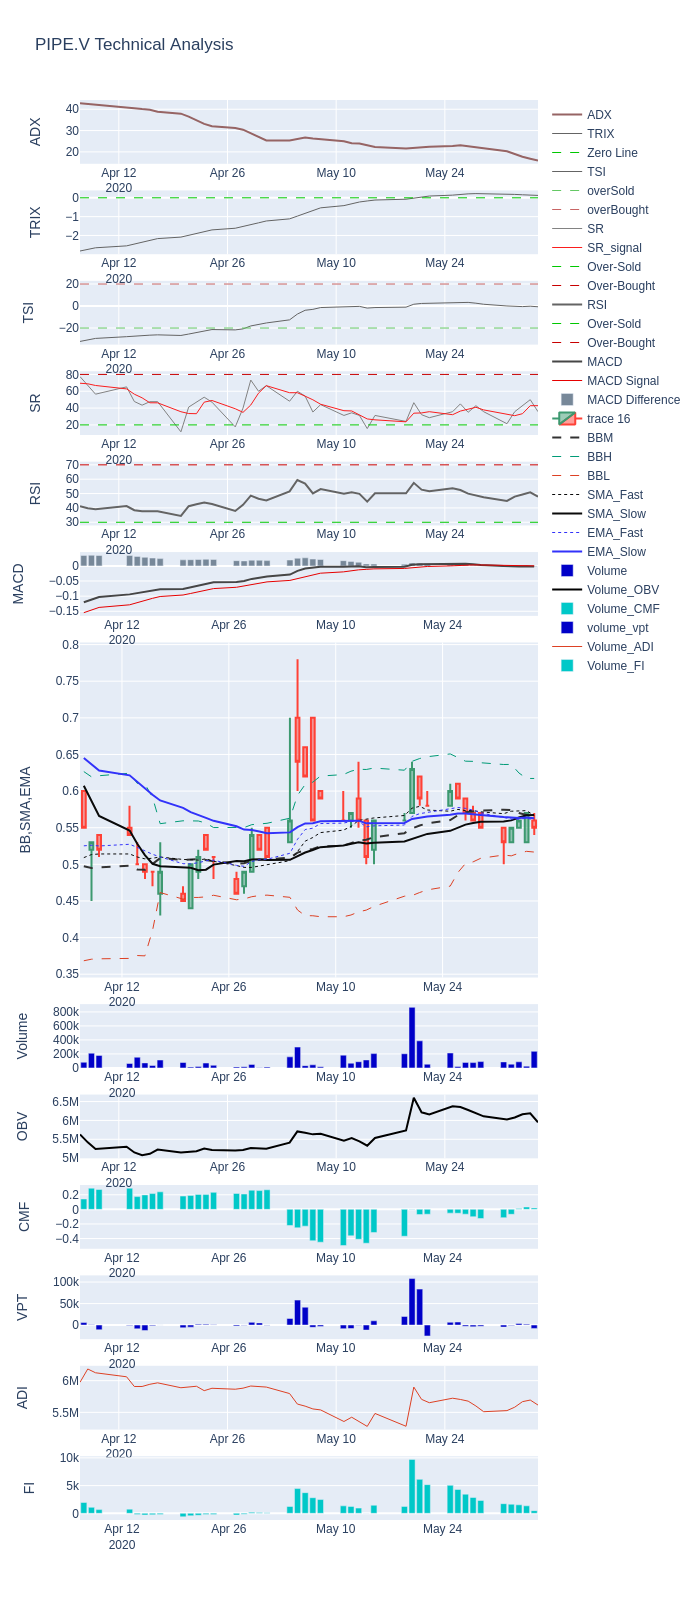 PIPE.V Technical Analysis
ADX
40
30
20
Apr 12
2020
Apr 26
May 10
May 24
TRIX
0
−1
−2
Apr 12
2020
Apr 26
May 10
May 24
TSI
20
0
−20
Apr 12
2020
Apr 26
May 10
May 24
SR
80
60
40
20
Apr 12
2020
Apr 26
May 10
May 24
RSI
70
60
50
40
30
Apr 12
2020
Apr 26
May 10
May 24
MACD
0
−0.05
−0.1
−0.15
Apr 12
2020
Apr 26
May 10
May 24
BB,SMA,EMA
0.8
0.75
0.7
0.65
0.6
0.55
0.5
0.45
0.4
0.35
Apr 12
2020
Apr 26
May 10
May 24
Volume
800k
600k
400k
200k
0
Apr 12
2020
Apr 26
May 10
May 24
OBV
6.5M
6M
5.5M
5M
Apr 12
2020
Apr 26
May 10
May 24
CMF
0.2
0
−0.2
−0.4
Apr 12
2020
Apr 26
May 10
May 24
VPT
100k
50k
0
Apr 12
2020
Apr 26
May 10
May 24
ADI
6M
5.5M
Apr 12
2020
Apr 26
May 10
May 24
FI
10k
5k
0
Apr 12
2020
Apr 26
May 10
May 24
ADX
TRIX
Zero Line
TSI
overSold
overBought
SR
SR_signal
Over-Sold
Over-Bought
RSI
Over-Sold
Over-Bought
MACD
MACD Signal
MACD Difference
trace 16
BBM
BBH
BBL
SMA_Fast
SMA_Slow
EMA_Fast
EMA_Slow
Volume
Volume_OBV
Volume_CMF
volume_vpt
Volume_ADI
Volume_FI